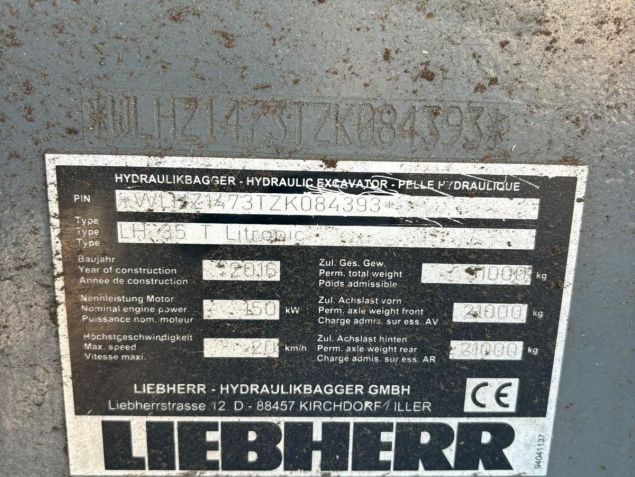 *WLHZ1473TZK084393*
HYDRAULIKBAGGER - HYDRAULIC EXCAVATOR - PELLE HYDRAULIQUE
PIN *WLHZ1473TZK084393*
Type
Type LH 35 T Litronic
Type
Baujahr
Year of construction 2016
Année de construction
Nennleistung Motor
Nominal engine power 150 kW
Puissance nom. moteur
Höchstgeschwindigkeit
Max. speed 20 km/h
Vitesse maxi.
Zul. Ges. Gew.
Perm. total weight kg
Poids admissible
Zul. Achslast vorn
Perm. axle weight front 21000 kg
Charge admis. sur ess. AV
Zul. Achslast hinten
Perm. axle weight rear 21000 kg
Charge admis. sur ess. AR
LIEBHERR - HYDRAULIKBAGGER GMBH
Liebherrstrasse 12 D - 88457 KIRCHDORF / ILLER
CE
LIEBHERR
94041137